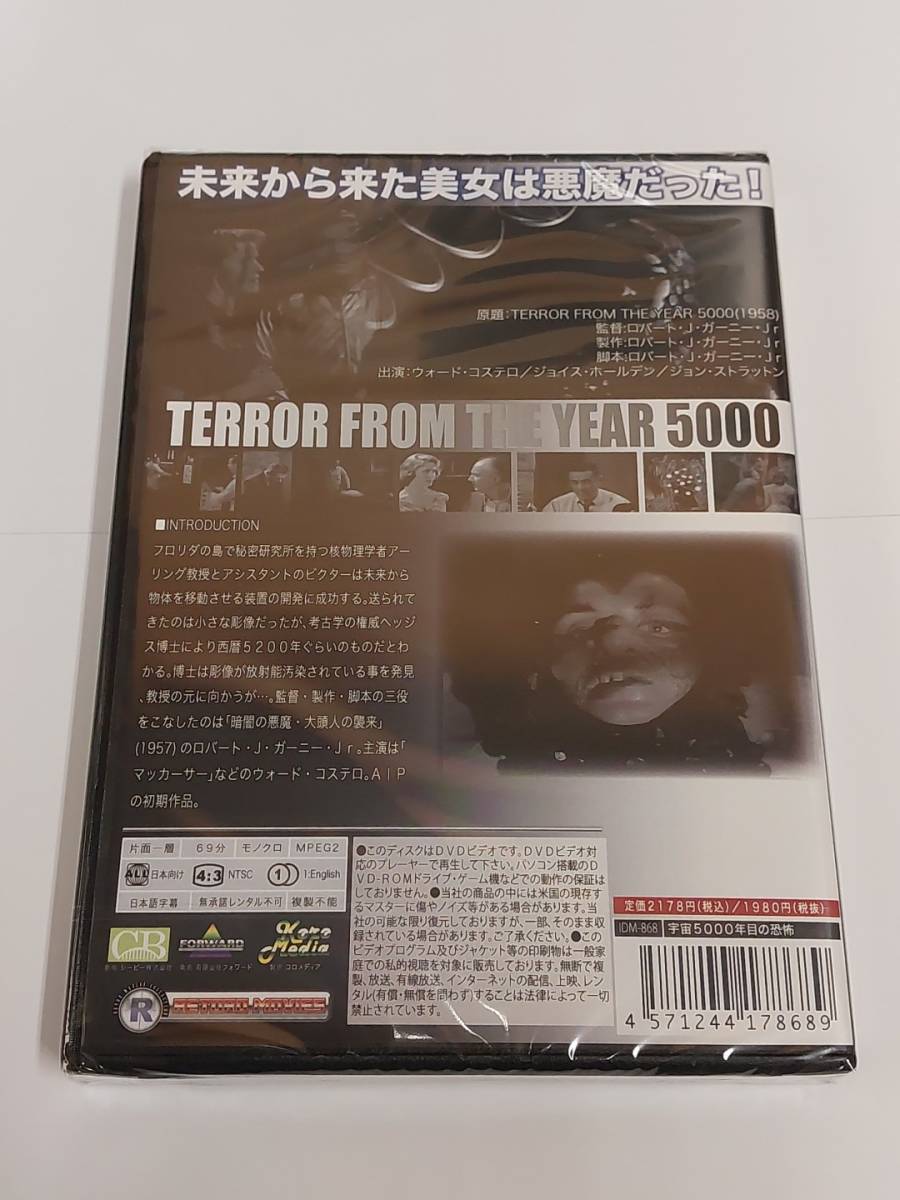 未来から来た美女は悪魔だった!
原題:TERROR FROM THE YEAR 5000(1958)
監督:ロバート・J・ガーニー・Jr
製作:ロバート・J・ガーニー・Jr
脚本:ロバート・J・ガーニー・Jr
出演:ウォード・コステロ/ジョイス・ホールデン/ジョン・ストラットン
TERROR FROM THE YEAR 5000
■INTRODUCTION
フロリダの島で秘密研究所を持つ核物理学者アー
リング教授とアシスタントのビクターは未来から
物体を移動させる装置の開発に成功する。送られて
きたのは小さな彫像だったが、考古学の権威ヘッジ
ス博士により西暦5200年ぐらいのものだとわ
かる。博士は彫像が放射能汚染されている事を発見
、教授の元に向かうが…。監督・製作・脚本の三役
をこなしたのは「暗闇の悪魔・大頭人の襲来」
(1957)のロバート・J・ガーニー・Jr。主演は「
マッカーサー」などのウォード・コステロ。AIP
の初期作品。
片面一層 69分 モノクロ MPEG2
ALL 日本向け 4:3 NTSC 1 1:English
日本語字幕 無承諾レンタル不可 複製不能
●このディスクはDVDビデオです。DVDビデオ対
応のプレーヤーで再生して下さい。パソコン搭載のD
VD-ROMドライブ・ゲーム機などでの動作の保証は
しておりません。●当社の商品の中には米国の現存す
るマスターに傷やノイズ等がある場合があります。当
社の可能な限り復元しておりますが、一部、そのまま収
録されている場合があります。ご了承ください。●この
ビデオプログラム及びジャケット等の印刷物は一般家
庭での私的視聴を対象に販売しております。無断で複
製、放送、有線放送、インターネットの配信、上映、レン
タル(有償・無償を問わず)することは法律によって一切
禁止されています。
CB FORWARD Koro Media
シーピー株式会社 有限会社フォワード 製作 コロメディア
R RETURN-MOVIES
定価2178円(税込)/1980円(税抜)
IDM-868 宇宙5000年目の恐怖
4 571244 178689